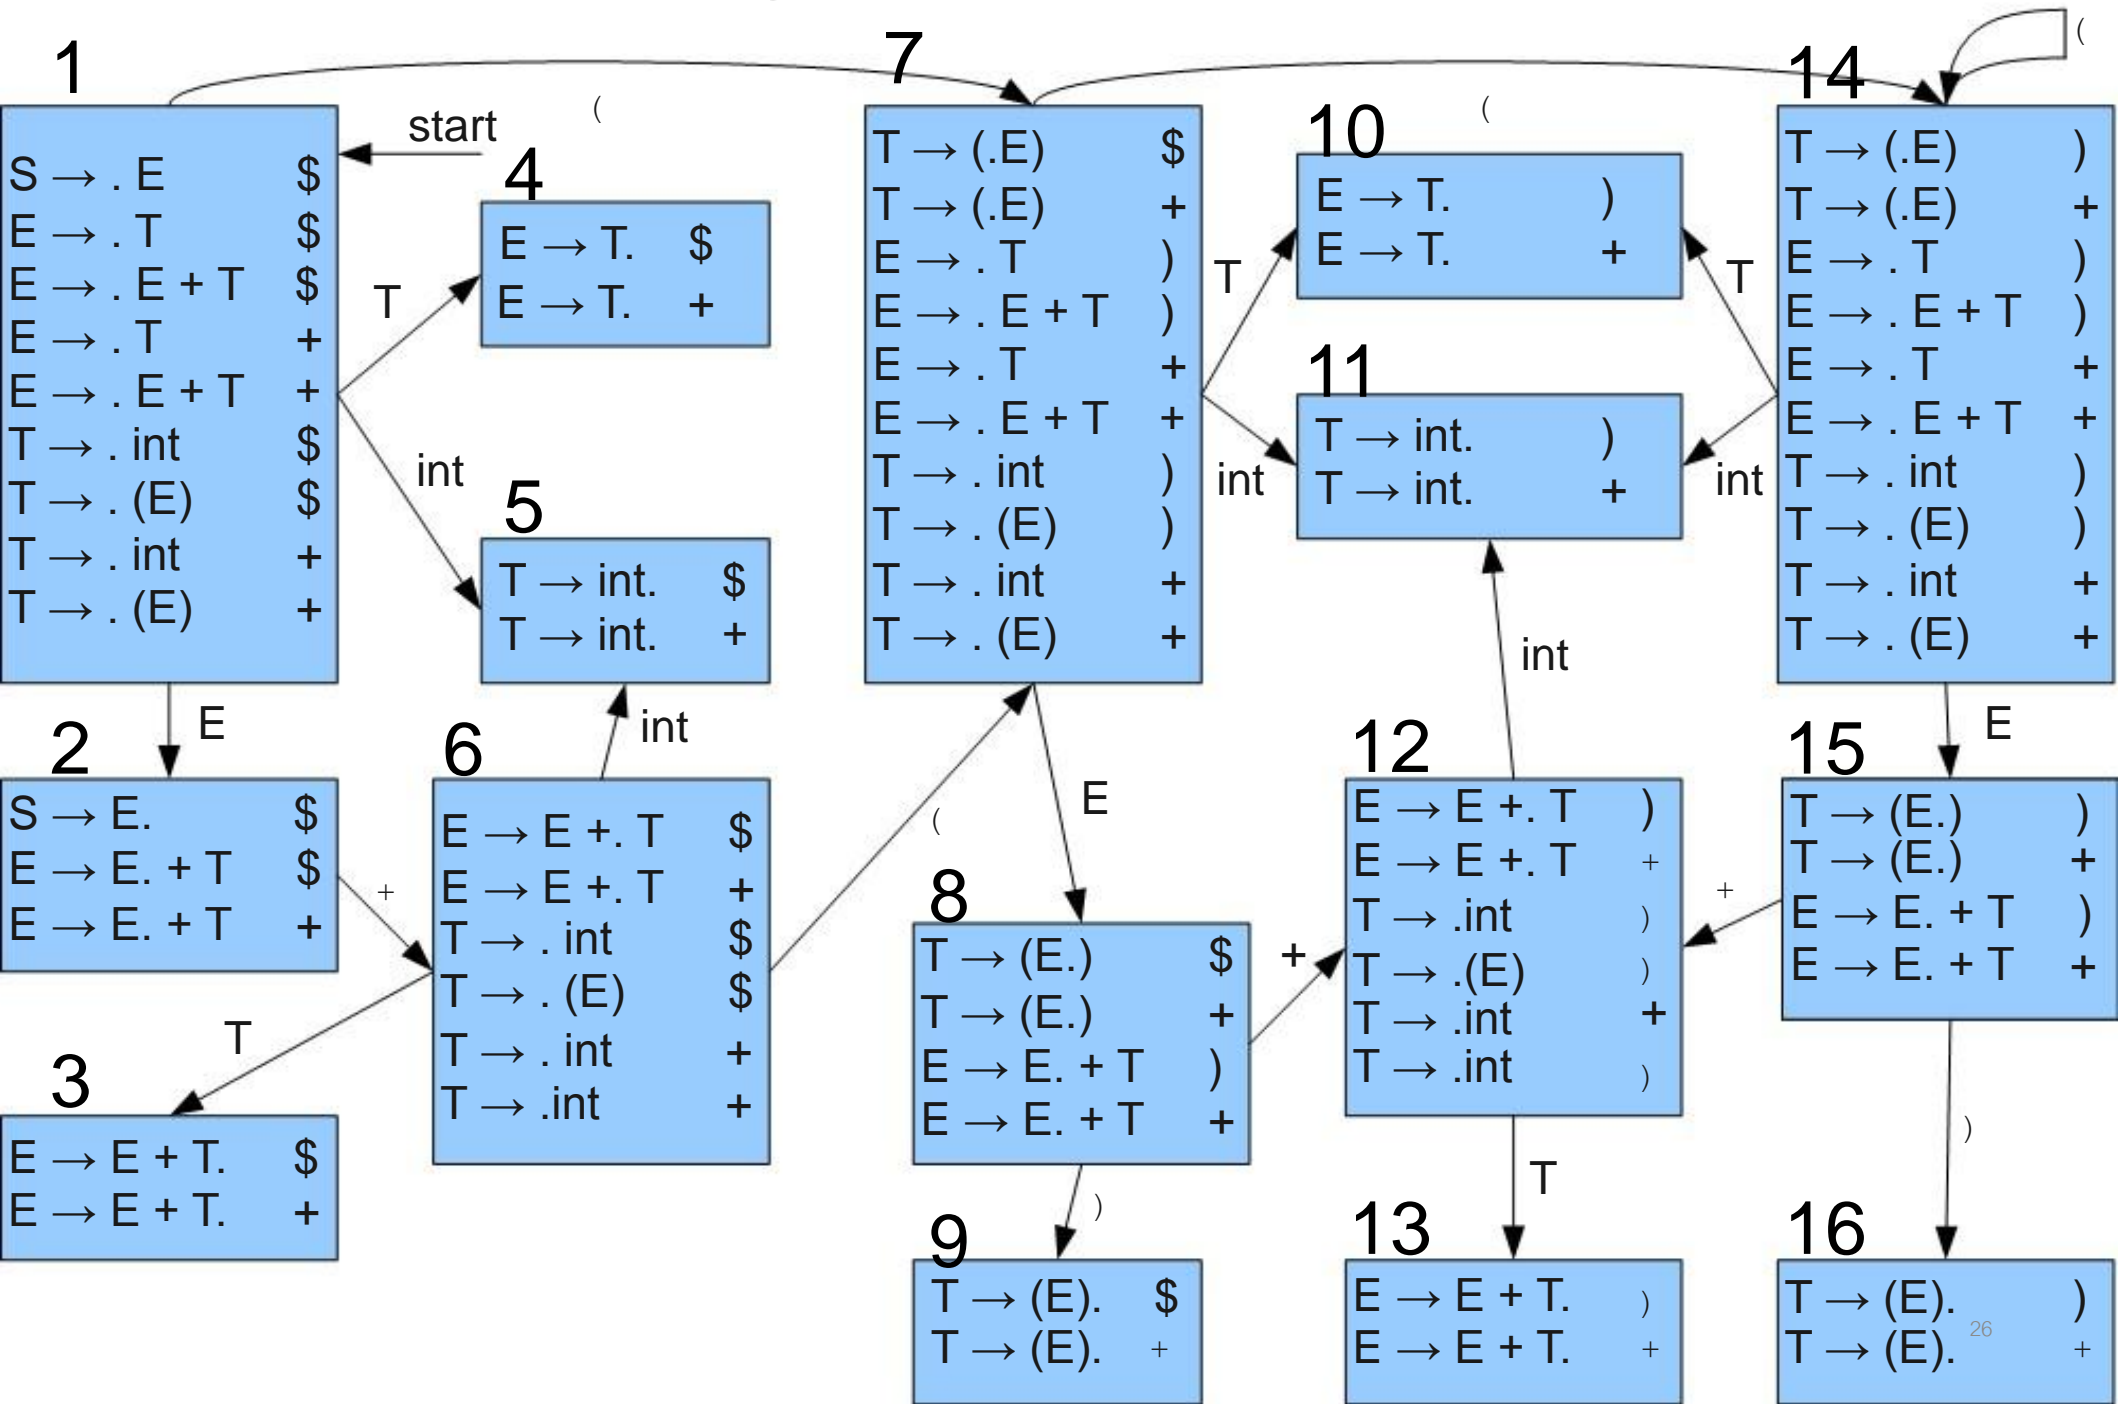 1
S → . E $
E → . T $
E → . E + T $
E → . T +
E → . E + T +
T → . int $
T → . (E) $
T → . int +
T → . (E) +
start
(
T
int
E
2
S → E. $
E → E. + T $
E → E. + T +
+
T
3
E → E + T. $
E → E + T. +
4
E → T. $
E → T. +
5
T → int. $
T → int. +
int
6
E → E +. T $
E → E +. T +
T → . int $
T → . (E) $
T → . int +
T → .int +
(
7
T → (.E) $
T → (.E) +
E → . T )
E → . E + T )
E → . T +
E → . E + T +
T → . int )
T → . (E) )
T → . int +
T → . (E) +
(
T
int
E
8
T → (E.) $
T → (E.) +
E → E. + T )
E → E. + T +
+
)
9
T → (E). $
T → (E). +
10
E → T. )
E → T. +
11
T → int. )
T → int. +
int
12
E → E +. T )
E → E +. T +
T → .int )
T → .(E) )
T → .int +
T → .int )
T
13
E → E + T. )
E → E + T. +
14
(
T → (.E) )
T → (.E) +
E → . T )
E → . E + T )
E → . T +
E → . E + T +
T → . int )
T → . (E) )
T → . int +
T → . (E) +
T
int
E
15
T → (E.) )
T → (E.) +
E → E. + T )
E → E. + T +
+
)
16
T → (E). )
T → (E). +
26